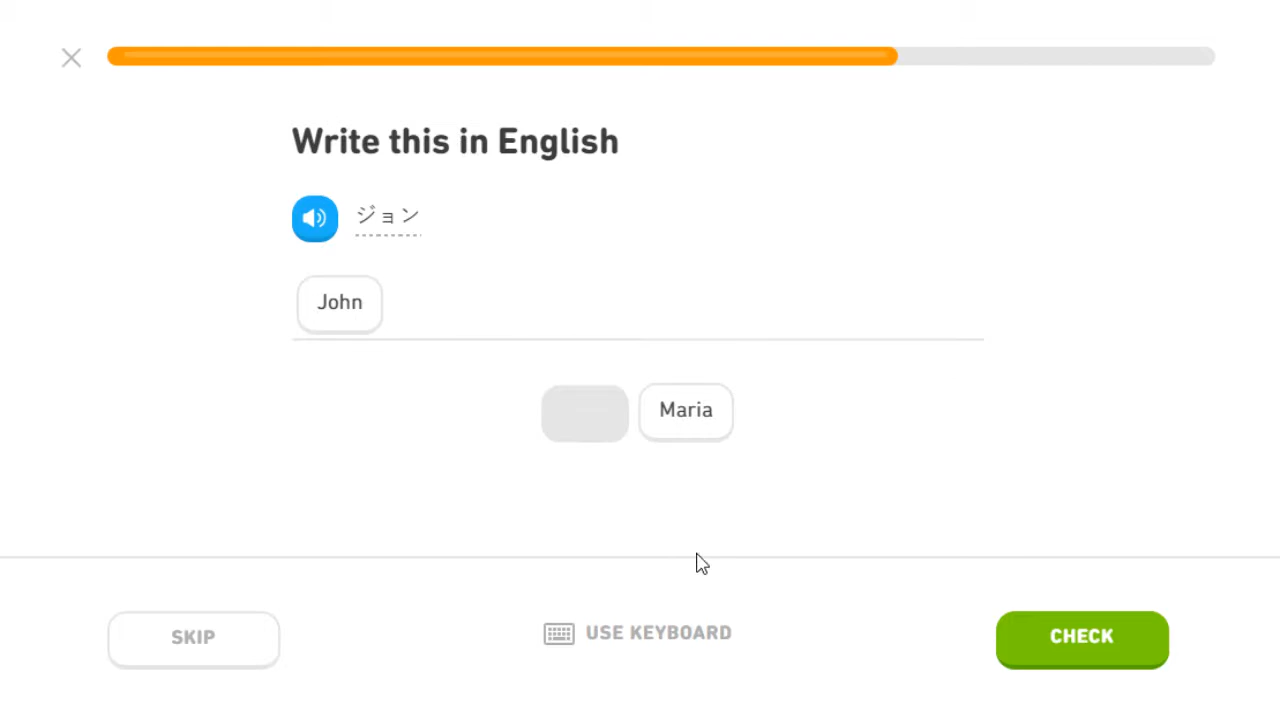 Write this in English
ジョン
John
Maria
SKIP
USE KEYBOARD
CHECK